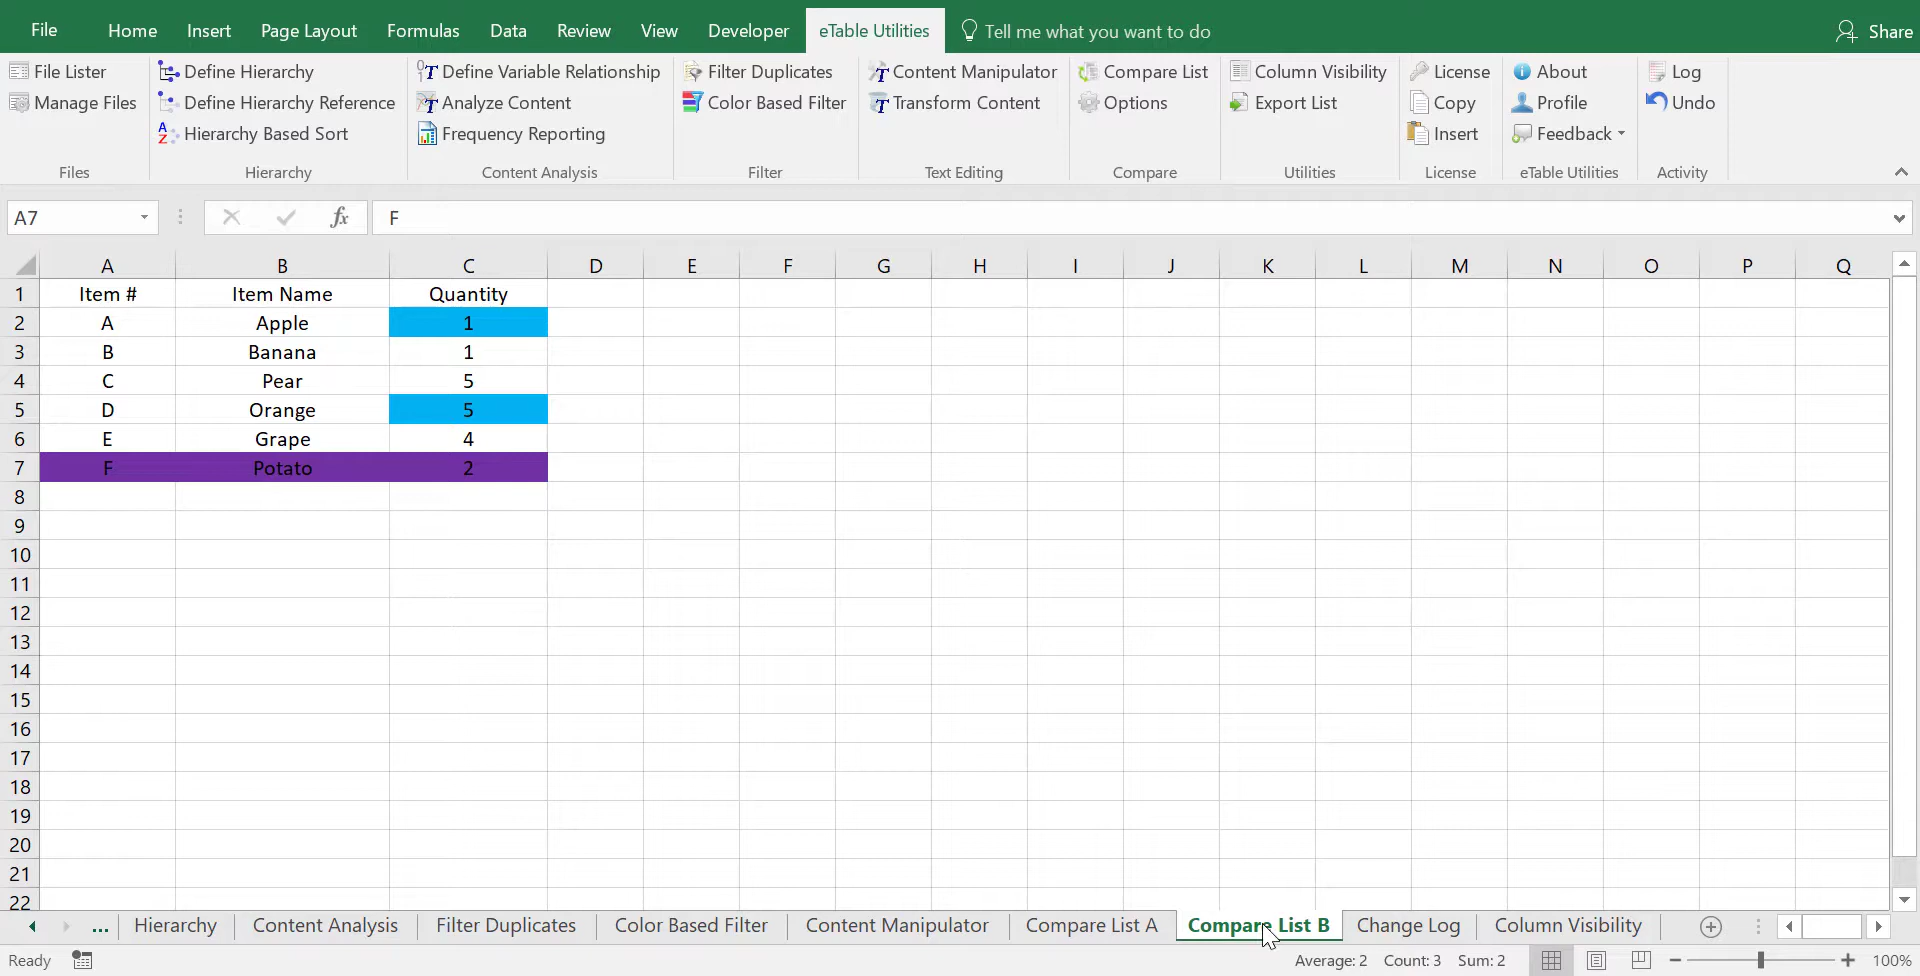 File Home Insert Page Layout Formulas Data Review View Developer eTable Utilities Tell me what you want to do Share
File Lister Define Hierarchy Define Variable Relationship Filter Duplicates Content Manipulator Compare List Column Visibility License About Log
Manage Files Define Hierarchy Reference Analyze Content Color Based Filter Transform Content Options Export List Copy Profile Undo
Hierarchy Based Sort Frequency Reporting Insert Feedback
Files Hierarchy Content Analysis Filter Text Editing Compare Utilities License eTable Utilities Activity
A7 fx F
A B C D E F G H I J K L M N O P Q
1 Item # Item Name Quantity
2 A Apple 1
3 B Banana 1
4 C Pear 5
5 D Orange 5
6 E Grape 4
7 F Potato 2
8
9
10
11
12
13
14
15
16
17
18
19
20
21
22
... Hierarchy Content Analysis Filter Duplicates Color Based Filter Content Manipulator Compare List A Compare List B Change Log Column Visibility
Ready Average: 2 Count: 3 Sum: 2 100%